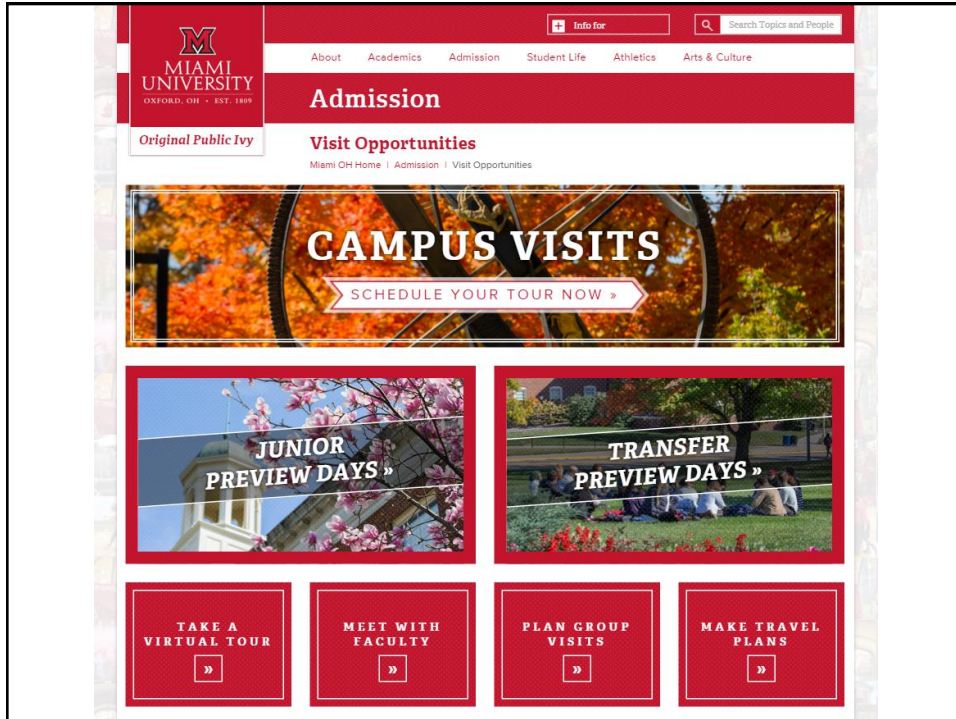 Info for
Search Topics and People
M
MIAMI
UNIVERSITY
OXFORD, OH • EST. 1809
Original Public Ivy
About Academics Admission Student Life Athletics Arts & Culture
Admission
Visit Opportunities
Miami OH Home | Admission | Visit Opportunities
CAMPUS VISITS
SCHEDULE YOUR TOUR NOW »
JUNIOR
PREVIEW DAYS »
TRANSFER
PREVIEW DAYS »
TAKE A
VIRTUAL TOUR
»
MEET WITH
FACULTY
»
PLAN GROUP
VISITS
»
MAKE TRAVEL
PLANS
»